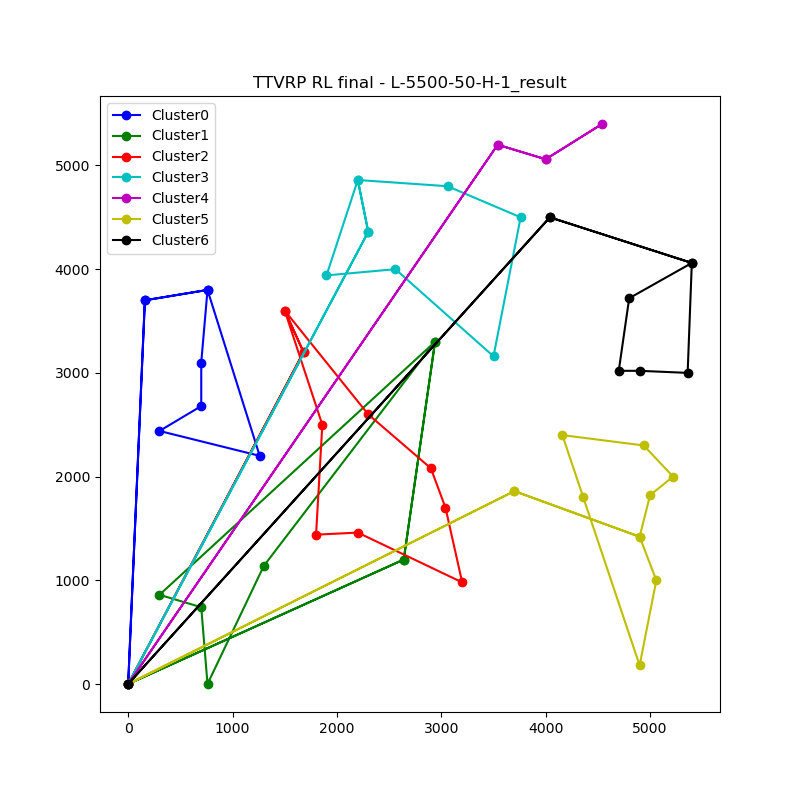 TTVRP RL final - L-5500-50-H-1_result
Cluster0
Cluster1
Cluster2
Cluster3
Cluster4
Cluster5
Cluster6
5000
4000
3000
2000
1000
0
0 1000 2000 3000 4000 5000